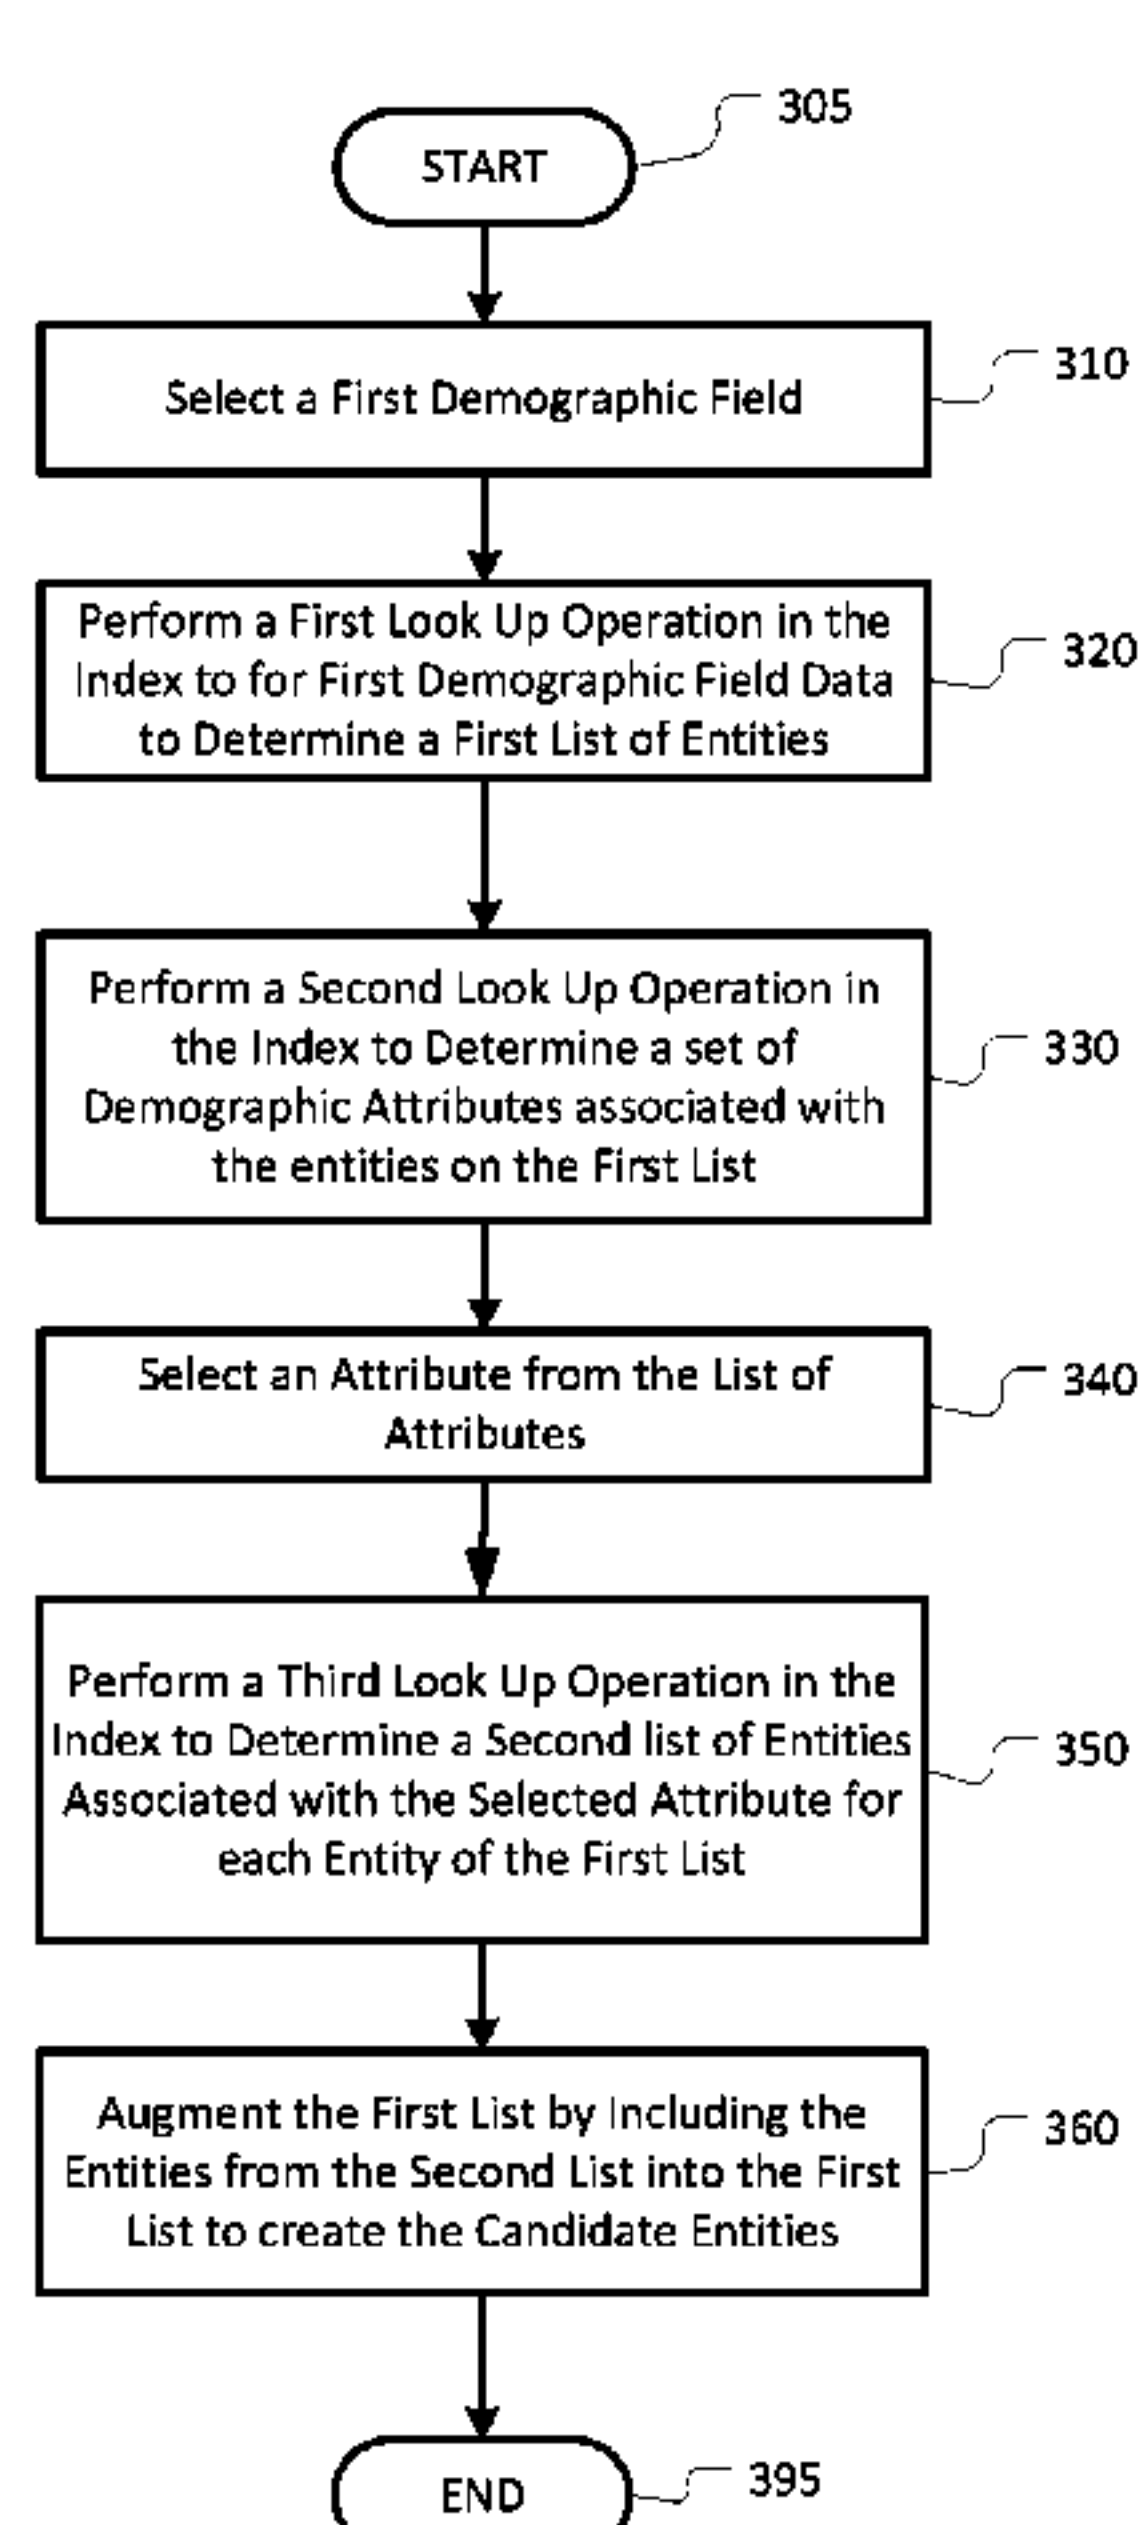 START
305
Select a First Demographic Field
310
Perform a First Look Up Operation in the
Index to for First Demographic Field Data
to Determine a First List of Entities
320
Perform a Second Look Up Operation in
the Index to Determine a set of
Demographic Attributes associated with
the entities on the First List
330
Select an Attribute from the List of
Attributes
340
Perform a Third Look Up Operation in the
Index to Determine a Second list of Entities
Associated with the Selected Attribute for
each Entity of the First List
350
Augment the First List by Including the
Entities from the Second List into the First
List to create the Candidate Entities
360
END
395